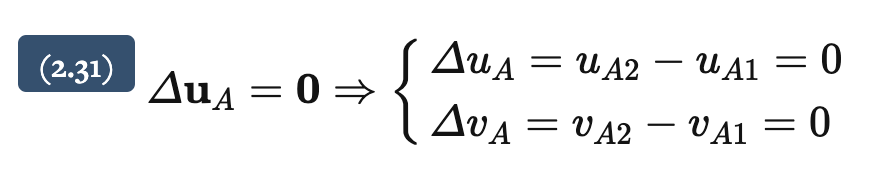 (2.31) Δu_A = 0 ⇒ { Δu_A = u_A2 − u_A1 = 0
Δv_A = v_A2 − v_A1 = 0